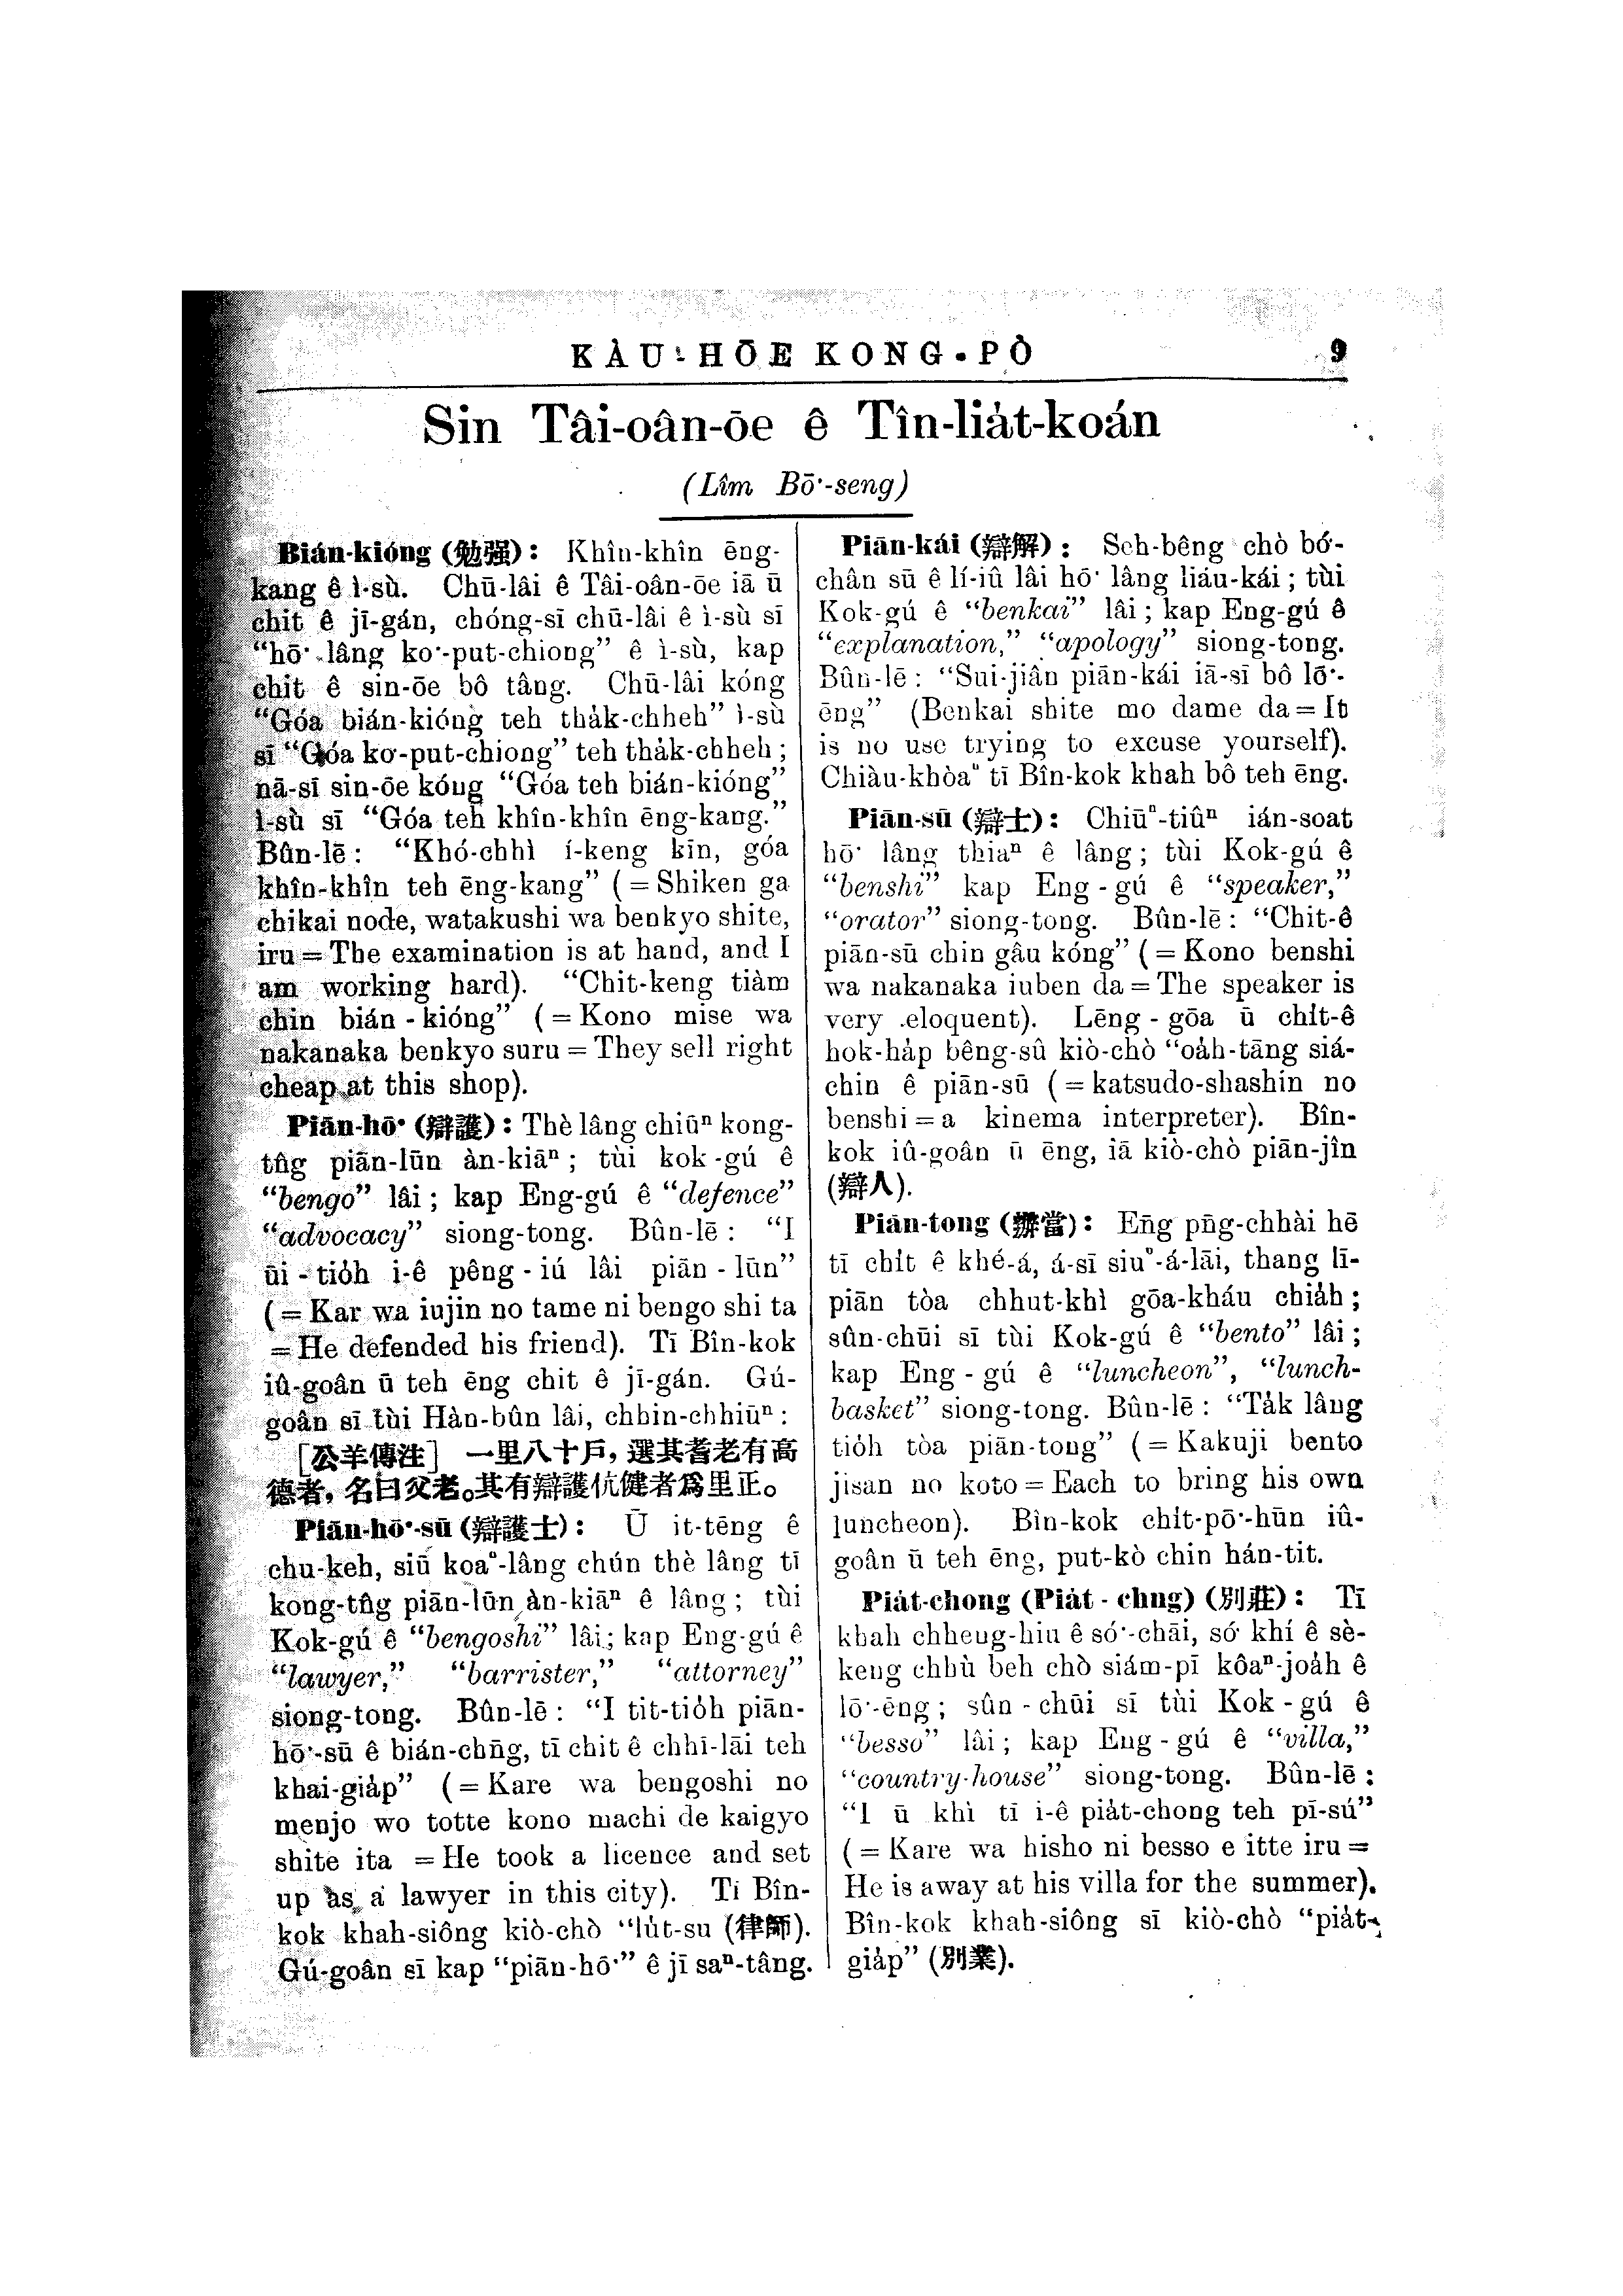 KÀU-HŌE KONG-PÒ 9
Sin Tâi-oân-ōe ê Tîn-lia̍t-koán
(Lîm Bō͘-seng)
Bián-kióng (勉强): Khîn-khîn ēng-
kang ê ì-sù. Chū-lâi ê Tâi-oân-ōe iā ū
chit ê jī-gán, chóng-sī chū-lâi ê ì-sù sī
“hō͘-lâng ko͘-put-chiong” ê ì-sù, kap
chit ê sin-ōe bô tâng. Chū-lâi kóng
“Góa bián-kióng teh tha̍k-chheh” ì-sù
sī “Góa ko͘-put-chiong” teh tha̍k-chheh;
nā-sī sin-ōe kóng “Góa teh bián-kióng”
ì-sù sī “Góa teh khîn-khîn ēng-kang.”
Bûn-lē: “Khó-chhì í-keng kīn, góa
khîn-khîn teh ēng-kang” (=Shiken ga
chikai node, watakushi wa benkyo shite,
iru=The examination is at hand, and I
am working hard). “Chit-keng tiàm
chin bián-kióng” (=Kono mise wa
nakanaka benkyo suru=They sell right
cheap at this shop).
Piān-hō͘ (辯護): Thè lâng chiūⁿ kong-
tn̂g piān-lūn àn-kiāⁿ; tùi kok-gú ê
“bengo” lâi; kap Eng-gú ê “defence”
“advocacy” siong-tong. Bûn-lē: “I
ūi-tio̍h i-ê pêng-iú lâi piān-lūn”
(=Kar wa iujin no tame ni bengo shi ta
=He defended his friend). Tī Bîn-kok
iû-goân ū teh ēng chit ê jī-gán. Gú-
goân sī tùi Hàn-bûn lâi, chhin-chhiūⁿ:
[公羊傳注] 一里八十戶, 選其耆老有高
德者, 名曰父老。其有辯護伉健者爲里正。
Piān-hō͘-sū (辯護士): Ū it-tēng ê
chu-keh, siū koaⁿ-lâng chún thè lâng tī
kong-tn̂g piān-lūn àn-kiāⁿ ê lâng; tùi
Kok-gú ê “bengoshi” lâi; kap Eng-gú ê
“lawyer,” “barrister,” “attorney”
siong-tong. Bûn-lē: “I tit-tio̍h piān-
hō͘-sū ê bián-chn̄g, tī chit ê chhī-lāi teh
khai-gia̍p” (=Kare wa bengoshi no
menjo wo totte kono machi de kaigyo
shite ita =He took a licence and set
up as a lawyer in this city). Tī Bîn-
kok khah-siông kiò-chò “lu̍t-su (律師).
Gú-goân sī kap “piān-hō͘” ê jī saⁿ-tâng.
Piān-kái (辯解): Seh-bêng chò bó͘-
chân sū ê lí-iû lâi hō͘ lâng liáu-kái; tùi
Kok-gú ê “benkai” lâi; kap Eng-gú ê
“explanation,” “apology” siong-tong.
Bûn-lē: “Sui-jiân piān-kái iā-sī bô lō͘-
ēng” (Benkai shite mo dame da=It
is no use trying to excuse yourself).
Chiàu-khòaⁿ tī Bîn-kok khah bô teh ēng.
Piān-sū (辯士): Chiūⁿ-tiûⁿ ián-soat
hō͘ lâng thiaⁿ ê lâng; tùi Kok-gú ê
“benshi” kap Eng-gú ê “speaker,”
“orator” siong-tong. Bûn-lē: “Chit-ê
piān-sū chin gâu kóng” (=Kono benshi
wa nakanaka iuben da=The speaker is
very eloquent). Lēng-gōa ū chi̍t-ê
hok-ha̍p bêng-sû kiò-chò “oa̍h-tāng siá-
chin ê piān-sū (=katsudo-shashin no
benshi=a kinema interpreter). Bîn-
kok iû-goân ū ēng, iā kiò-chò piān-jîn
(辯人).
Piān-tong (辨當): Ēng pn̄g-chhài hē
tī chi̍t ê khé-á, á-sī siuⁿ-á-lāi, thang lī-
piān tòa chhut-khì gōa-kháu chia̍h;
sûn-chūi sī tùi Kok-gú ê “bento” lâi;
kap Eng-gú ê “luncheon”, “lunch-
basket” siong-tong. Bûn-lē: “Ta̍k lâng
tio̍h tòa piān-tong” (=Kakuji bento
jisan no koto=Each to bring his own
luncheon). Bîn-kok chi̍t-pō͘-hūn iû-
goân ū teh ēng, put-kò chin hán-tit.
Pia̍t-chong (Pia̍t-chng) (別莊): Tī
khah chheng-hiu ê só͘-chāi, só͘ khí ê sè-
keng chhù beh chò siám-pī kôaⁿ-joa̍h ê
lō͘-ēng; sûn-chūi sī tùi Kok-gú ê
“besso” lâi; kap Eng-gú ê “villa,”
“country-house” siong-tong. Bûn-lē:
“I ū khì tī i-ê pia̍t-chong teh pī-sú”
(=Kare wa hisho ni besso e itte iru=
He is away at his villa for the summer).
Bîn-kok khah-siông sī kiò-chò “pia̍t-
gia̍p” (別業).